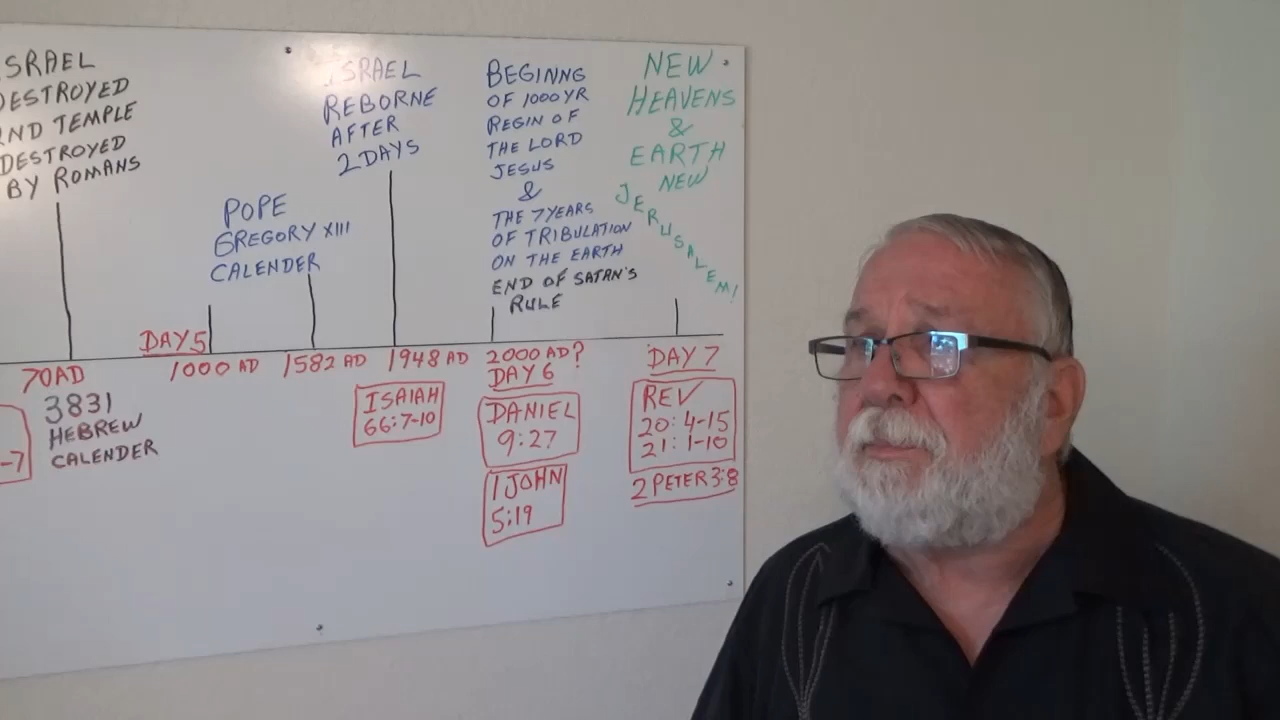 ISRAEL
DESTROYED
AND TEMPLE
DESTROYED
BY ROMANS
POPE
GREGORY XIII
CALENDER
ISRAEL
REBORNE
AFTER
2 DAYS
BEGINNG
OF 1000 YR
REGIN OF
THE LORD
JESUS
&
THE 7 YEARS
OF TRIBULATION
ON THE EARTH
END OF SATAN'S
RULE
NEW
HEAVENS
&
EARTH
NEW
JERUSALEM!
DAY 5
70 AD
1000 AD
1582 AD
1948 AD
2000 AD?
DAY 6
DAY 7
3831
HEBREW
CALENDER
-7
ISAIAH
66:7-10
DANIEL
9:27
1 JOHN
5:19
REV
20:4-15
21:1-10
2 PETER 3:8